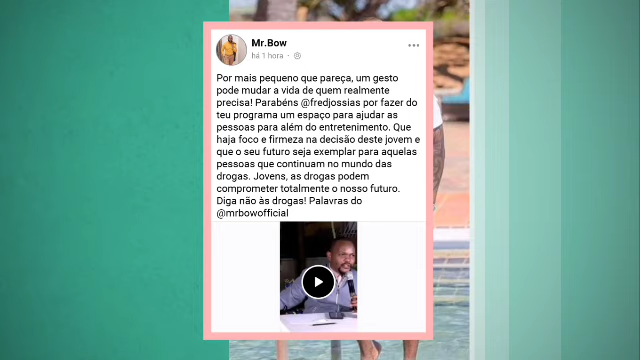 Mr.Bow
há 1 hora ·
Por mais pequeno que pareça, um gesto
pode mudar a vida de quem realmente
precisa! Parabéns @fredjossias por fazer do
teu programa um espaço para ajudar as
pessoas para além do entretenimento. Que
haja foco e firmeza na decisão deste jovem e
que o seu futuro seja exemplar para aquelas
pessoas que continuam no mundo das
drogas. Jovens, as drogas podem
comprometer totalmente o nosso futuro.
Diga não às drogas! Palavras do
@mrbowofficial